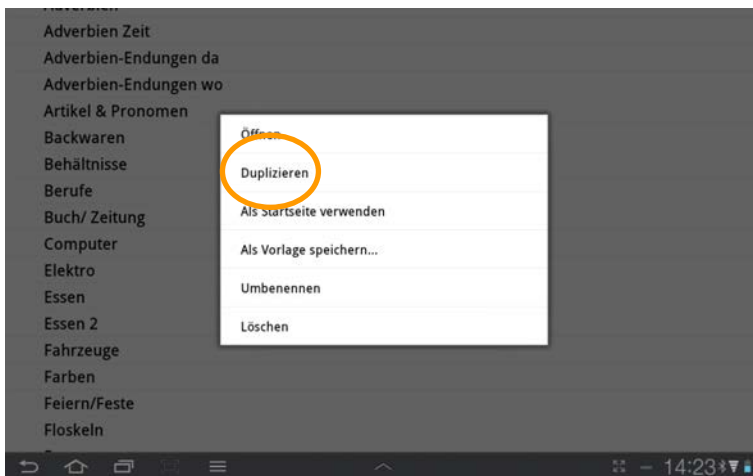 Adverbien
Adverbien Zeit
Adverbien-Endungen da
Adverbien-Endungen wo
Artikel & Pronomen
Backwaren
Behältnisse
Berufe
Buch/ Zeitung
Computer
Elektro
Essen
Essen 2
Fahrzeuge
Farben
Feiern/Feste
Floskeln
Öffnen
Duplizieren
Als Startseite verwenden
Als Vorlage speichern...
Umbenennen
Löschen
14:23